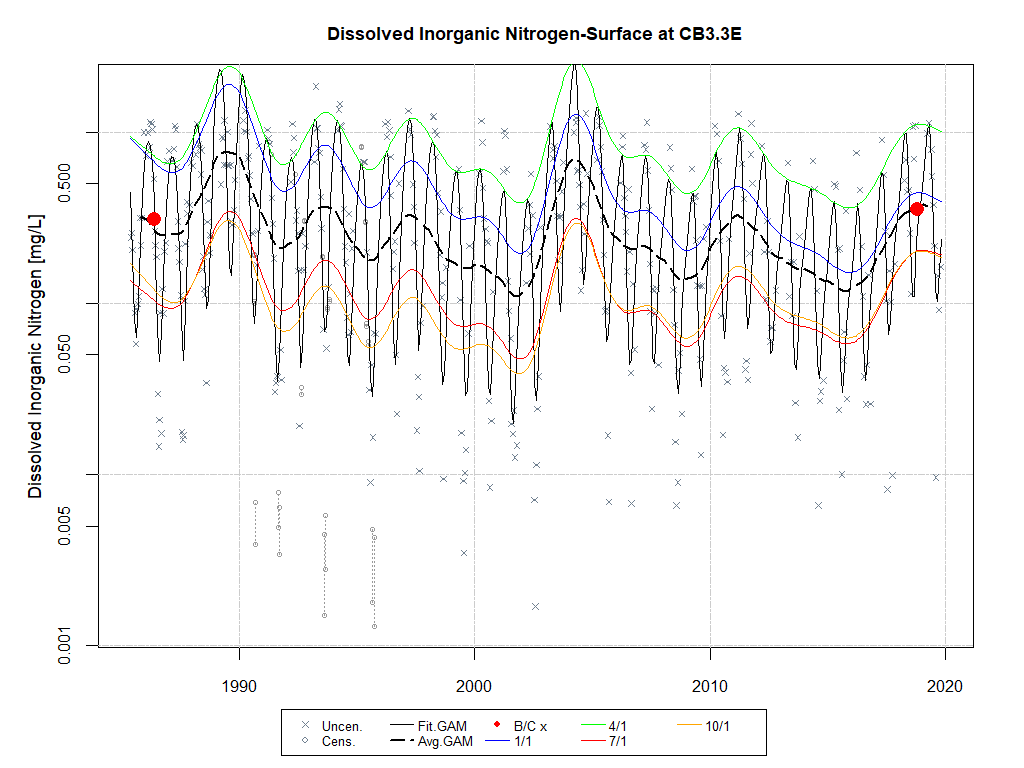 Dissolved Inorganic Nitrogen-Surface at CB3.3E
Dissolved Inorganic Nitrogen [mg/L]
0.500
0.050
0.005
0.001
1990 2000 2010 2020
Uncen. Fit.GAM B/C x 4/1 10/1
Cens. Avg.GAM 1/1 7/1